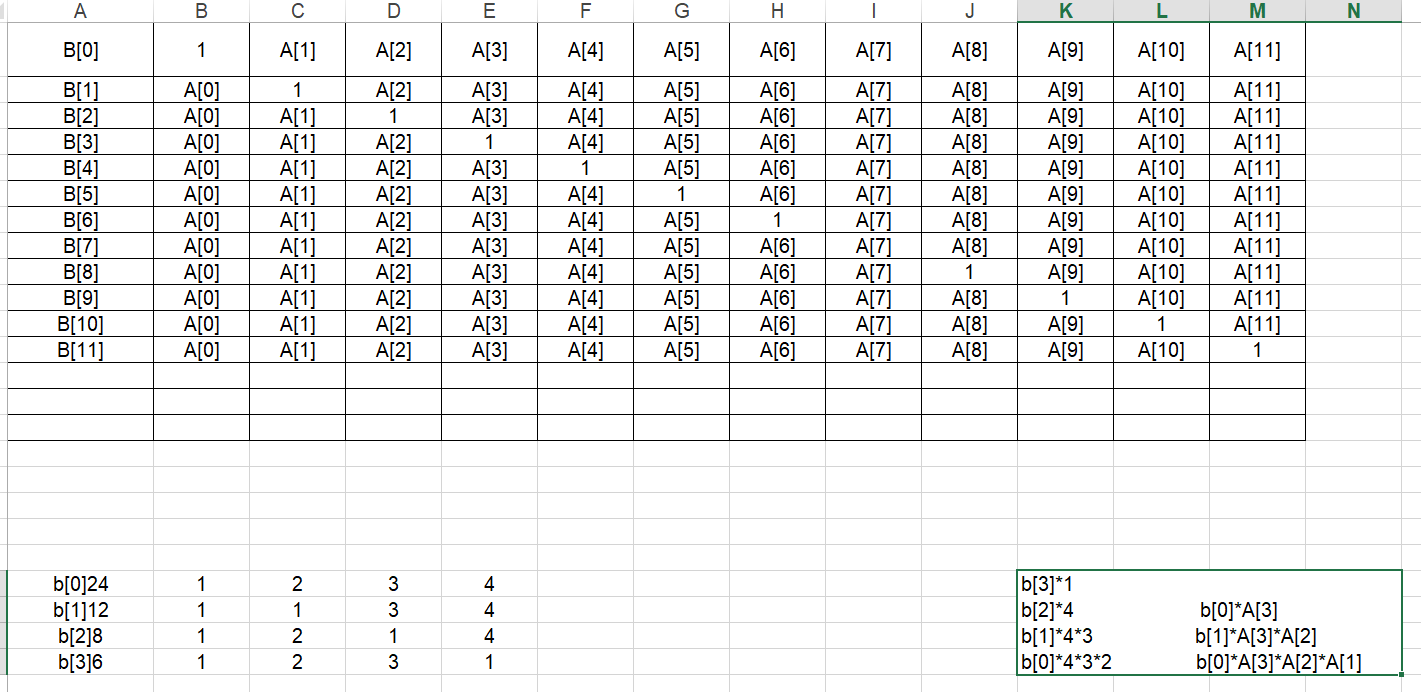 A B C D E F G H I J K L M N
B[0] 1 A[1] A[2] A[3] A[4] A[5] A[6] A[7] A[8] A[9] A[10] A[11]
B[1] A[0] 1 A[2] A[3] A[4] A[5] A[6] A[7] A[8] A[9] A[10] A[11]
B[2] A[0] A[1] 1 A[3] A[4] A[5] A[6] A[7] A[8] A[9] A[10] A[11]
B[3] A[0] A[1] A[2] 1 A[4] A[5] A[6] A[7] A[8] A[9] A[10] A[11]
B[4] A[0] A[1] A[2] A[3] 1 A[5] A[6] A[7] A[8] A[9] A[10] A[11]
B[5] A[0] A[1] A[2] A[3] A[4] 1 A[6] A[7] A[8] A[9] A[10] A[11]
B[6] A[0] A[1] A[2] A[3] A[4] A[5] 1 A[7] A[8] A[9] A[10] A[11]
B[7] A[0] A[1] A[2] A[3] A[4] A[5] A[6] A[7] A[8] A[9] A[10] A[11]
B[8] A[0] A[1] A[2] A[3] A[4] A[5] A[6] A[7] 1 A[9] A[10] A[11]
B[9] A[0] A[1] A[2] A[3] A[4] A[5] A[6] A[7] A[8] 1 A[10] A[11]
B[10] A[0] A[1] A[2] A[3] A[4] A[5] A[6] A[7] A[8] A[9] 1 A[11]
B[11] A[0] A[1] A[2] A[3] A[4] A[5] A[6] A[7] A[8] A[9] A[10] 1
b[0]24 1 2 3 4 b[3]*1
b[1]12 1 1 3 4 b[2]*4 b[0]*A[3]
b[2]8 1 2 1 4 b[1]*4*3 b[1]*A[3]*A[2]
b[3]6 1 2 3 1 b[0]*4*3*2 b[0]*A[3]*A[2]*A[1]